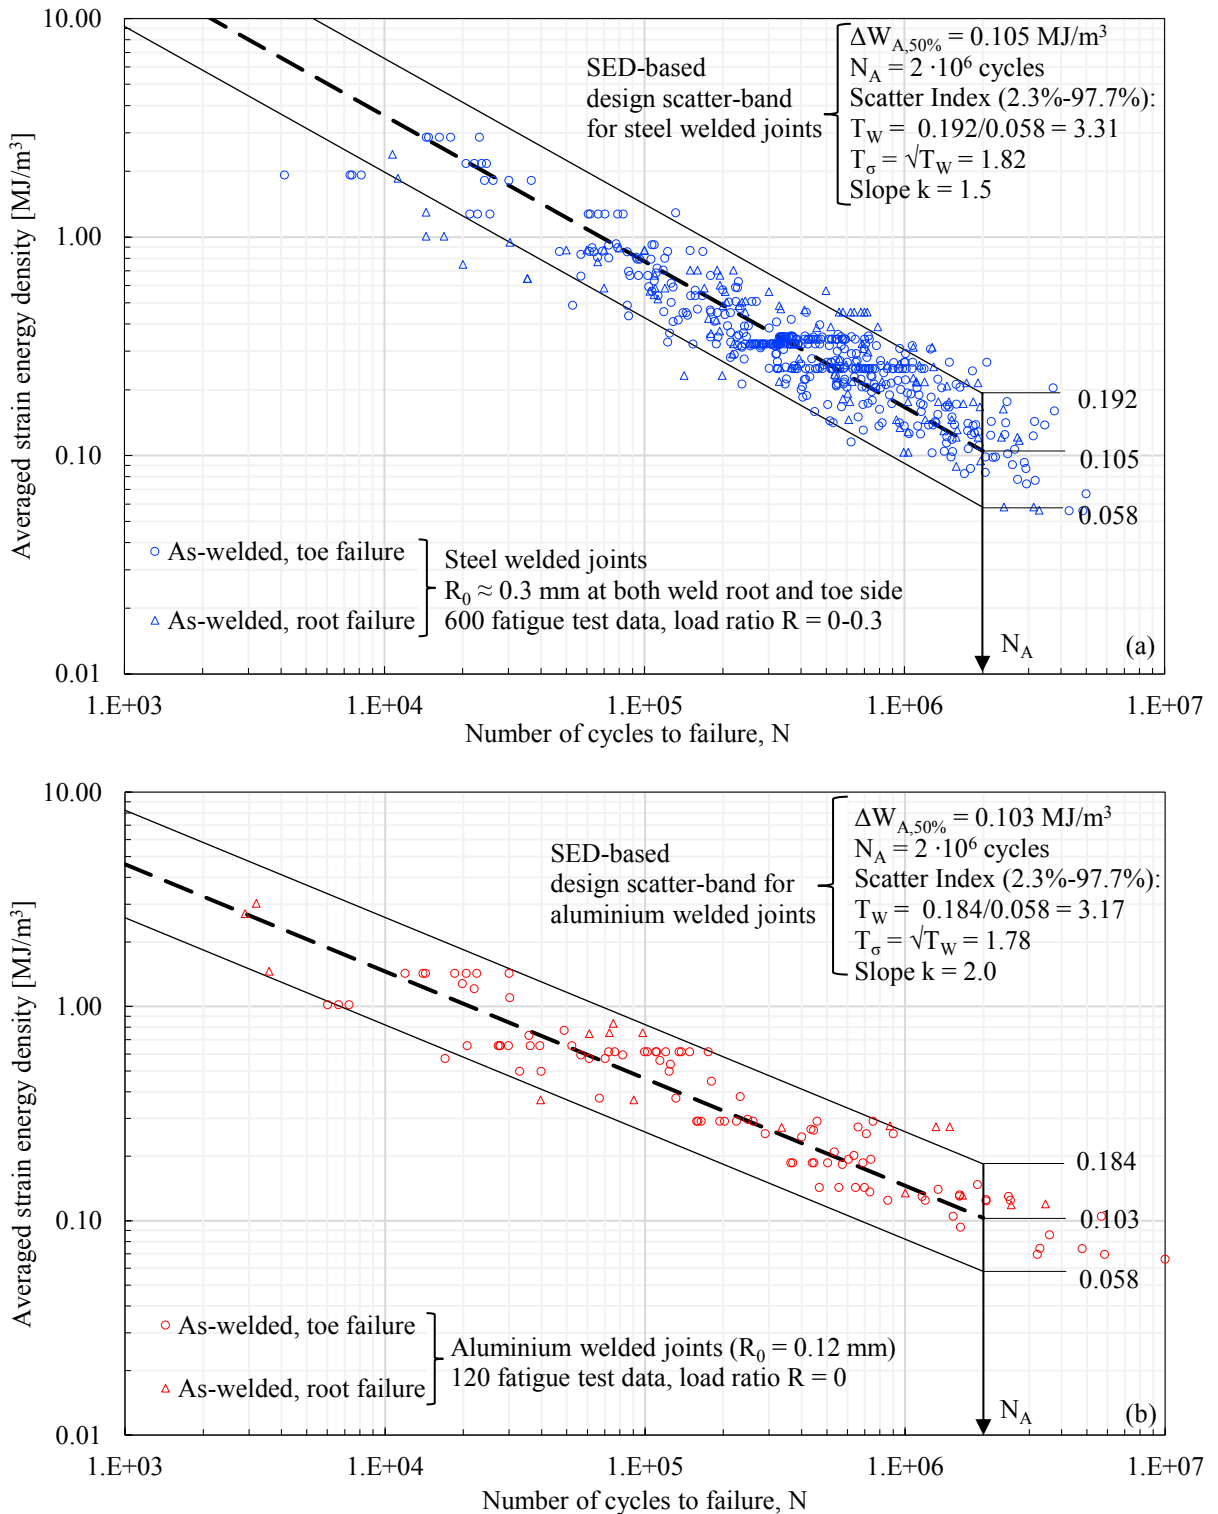 10.00
1.00
0.10
0.01
Averaged strain energy density [MJ/m³]
SED-based
design scatter-band
for steel welded joints
ΔW_A,50% = 0.105 MJ/m³
N_A = 2 ·10⁶ cycles
Scatter Index (2.3%-97.7%):
T_W = 0.192/0.058 = 3.31
T_σ = √T_W = 1.82
Slope k = 1.5
0.192
0.105
0.058
As-welded, toe failure
As-welded, root failure
Steel welded joints
R₀ ≈ 0.3 mm at both weld root and toe side
600 fatigue test data, load ratio R = 0-0.3
N_A
(a)
1.E+03 1.E+04 1.E+05 1.E+06 1.E+07
Number of cycles to failure, N
10.00
1.00
0.10
0.01
Averaged strain energy density [MJ/m³]
SED-based
design scatter-band for
aluminium welded joints
ΔW_A,50% = 0.103 MJ/m³
N_A = 2 ·10⁶ cycles
Scatter Index (2.3%-97.7%):
T_W = 0.184/0.058 = 3.17
T_σ = √T_W = 1.78
Slope k = 2.0
0.184
0.103
0.058
As-welded, toe failure
As-welded, root failure
Aluminium welded joints (R₀ = 0.12 mm)
120 fatigue test data, load ratio R = 0
N_A
(b)
1.E+03 1.E+04 1.E+05 1.E+06 1.E+07
Number of cycles to failure, N